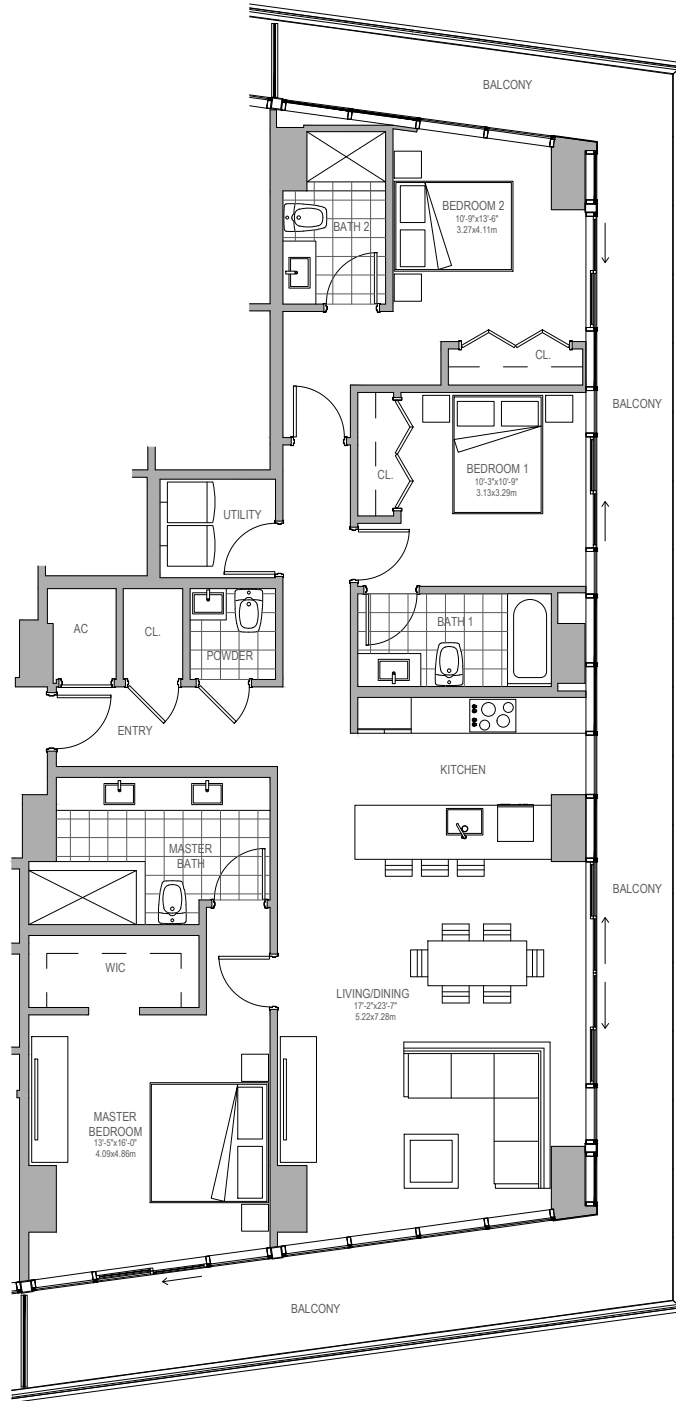 BALCONY
BEDROOM 2
10'-9"x13'-6"
3.27x4.11m
BATH 2
CL.
BALCONY
BEDROOM 1
10'-3"x10'-9"
3.13x3.29m
CL.
UTILITY
AC
CL.
POWDER
BATH 1
ENTRY
KITCHEN
MASTER
BATH
BALCONY
WIC
LIVING/DINING
17'-2"x23'-7"
5.22x7.28m
MASTER
BEDROOM
13'-5"x16'-0"
4.09x4.86m
BALCONY